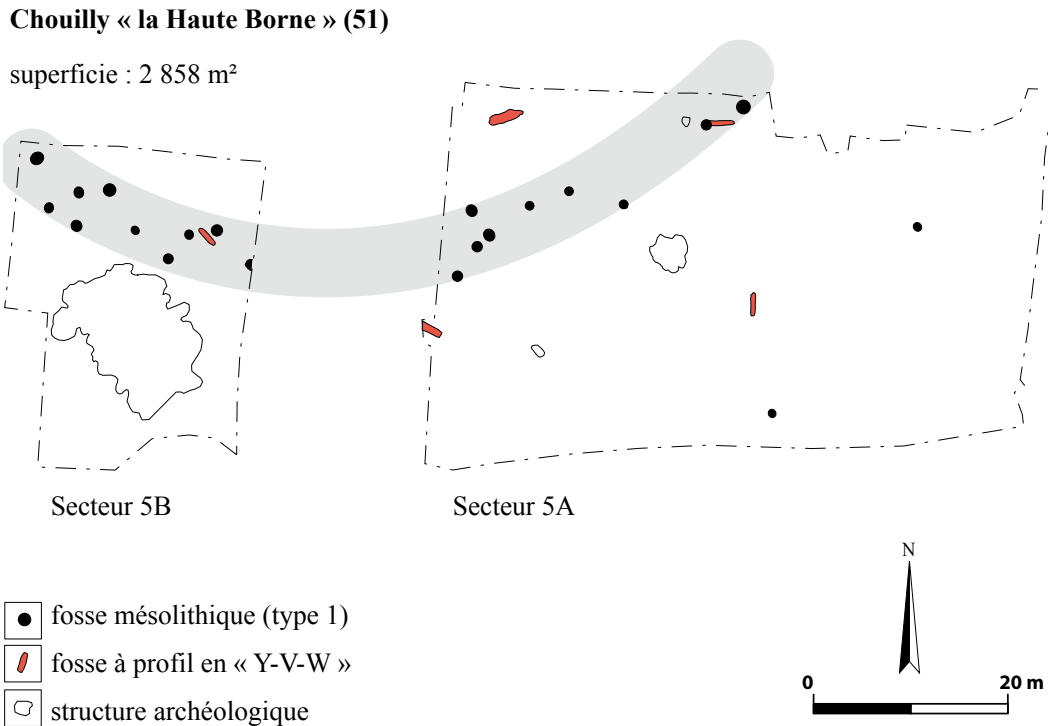 Chouilly « la Haute Borne » (51)
superficie : 2 858 m²
Secteur 5B
Secteur 5A
N
fosse mésolithique (type 1)
fosse à profil en « Y-V-W »
structure archéologique
0 20 m